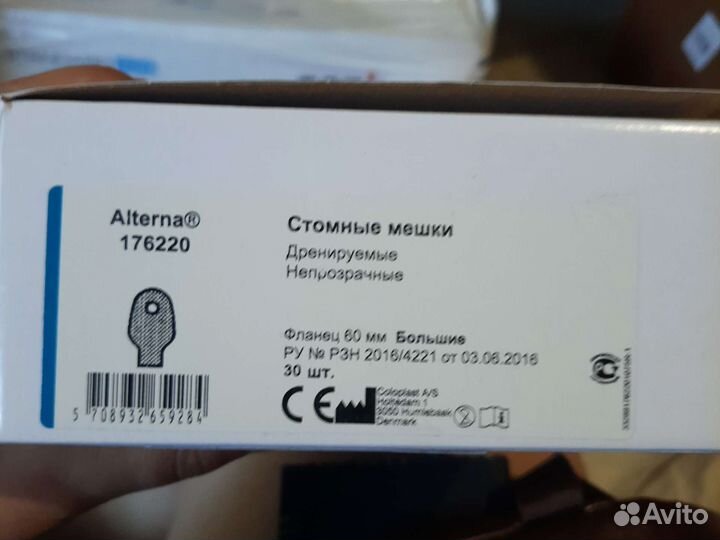 Alterna®
176220
Стомные мешки
Дренируемые
Непрозрачные
Фланец 60 мм Большие
РУ № РЗН 2016/4221 от 03.06.2016
30 шт.
5 708932 659284
CE
Coloplast A/S
Holtedam 1
3050 Humlebaek
Denmark
Avito